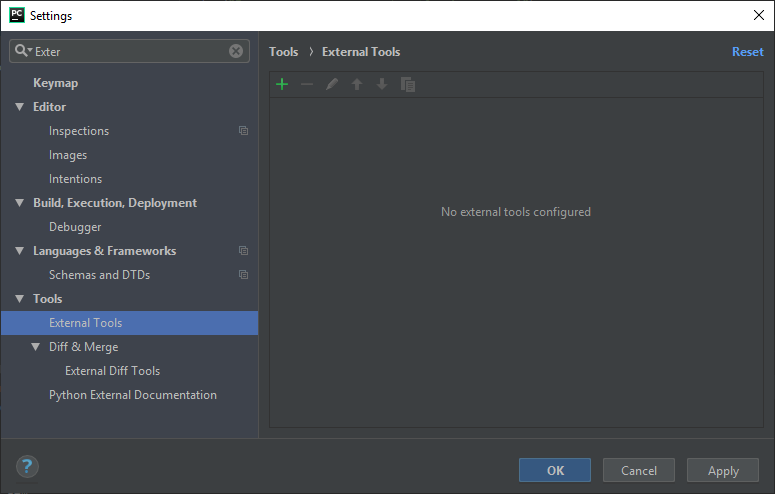 PC
Settings
Exter
Keymap
Editor
Inspections
Images
Intentions
Build, Execution, Deployment
Debugger
Languages & Frameworks
Schemas and DTDs
Tools
External Tools
Diff & Merge
External Diff Tools
Python External Documentation
Tools › External Tools
Reset
No external tools configured
?
OK
Cancel
Apply